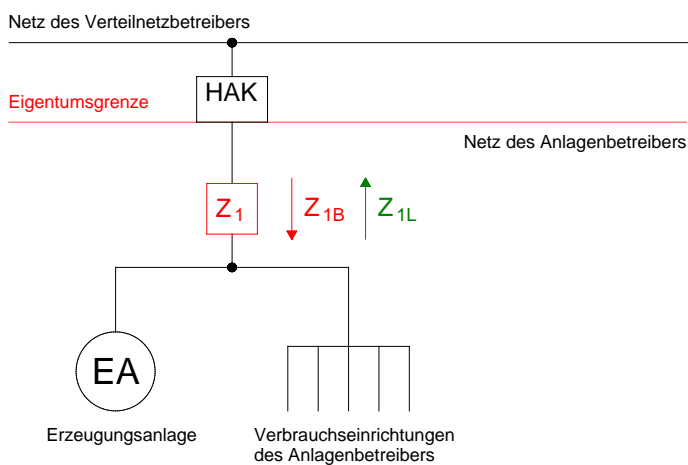 Netz des Verteilnetzbetreibers
HAK
Eigentumsgrenze
Netz des Anlagenbetreibers
Z1
Z1B
Z1L
EA
Erzeugungsanlage
Verbrauchseinrichtungen
des Anlagenbetreibers